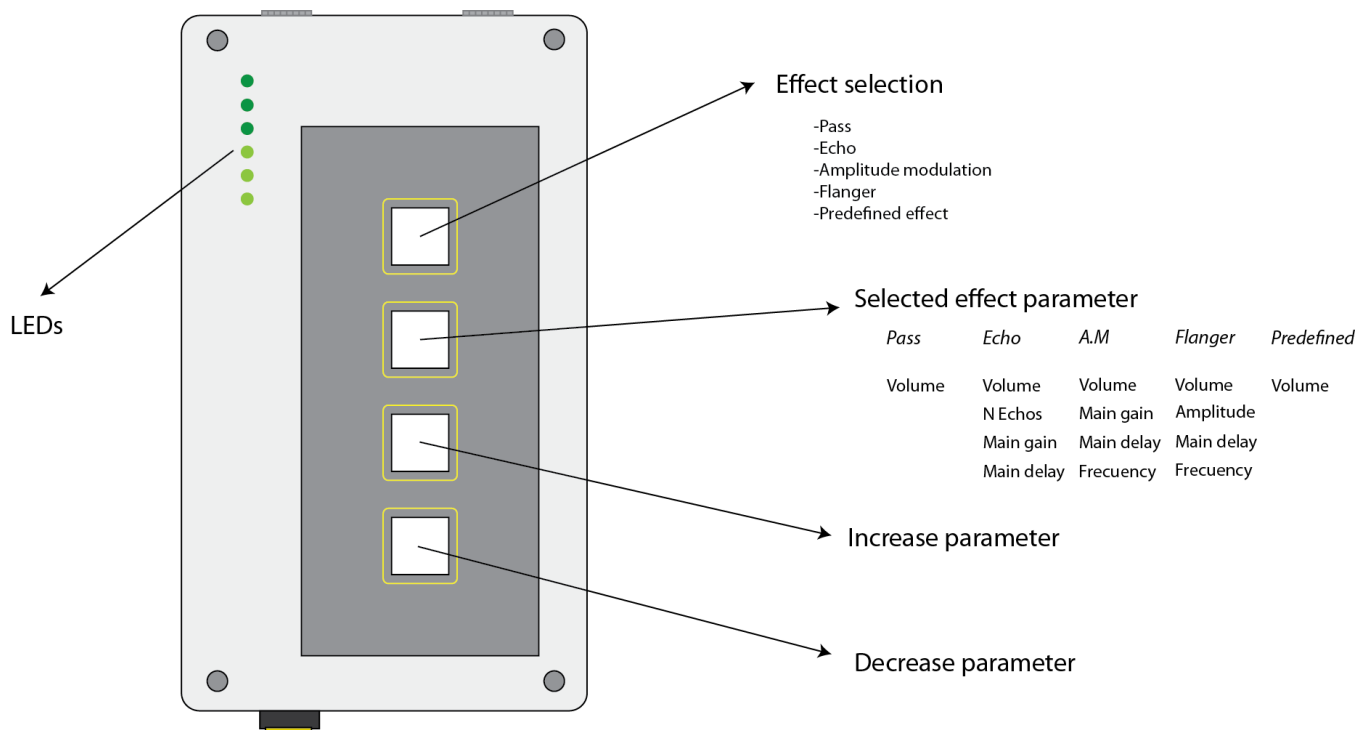 Effect selection
-Pass
-Echo
-Amplitude modulation
-Flanger
-Predefined effect
LEDs
Selected effect parameter
Pass Echo A.M Flanger Predefined
Volume Volume Volume Volume Volume
N Echos Main gain Amplitude
Main gain Main delay Main delay
Main delay Frecuency Frecuency
Increase parameter
Decrease parameter